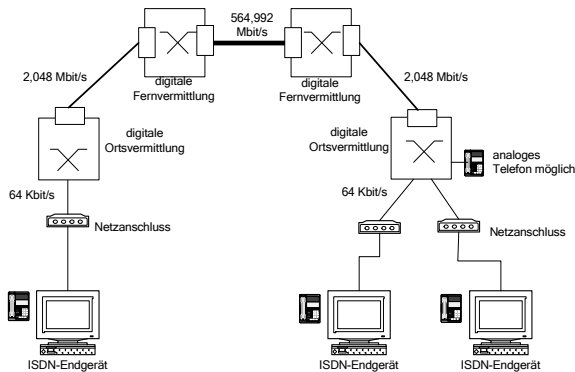 564,992
Mbit/s
2,048 Mbit/s
digitale
Fernvermittlung
digitale
Fernvermittlung
2,048 Mbit/s
digitale
Ortsvermittlung
digitale
Ortsvermittlung
analoges
Telefon möglich
64 Kbit/s
64 Kbit/s
Netzanschluss
Netzanschluss
ISDN-Endgerät
ISDN-Endgerät
ISDN-Endgerät